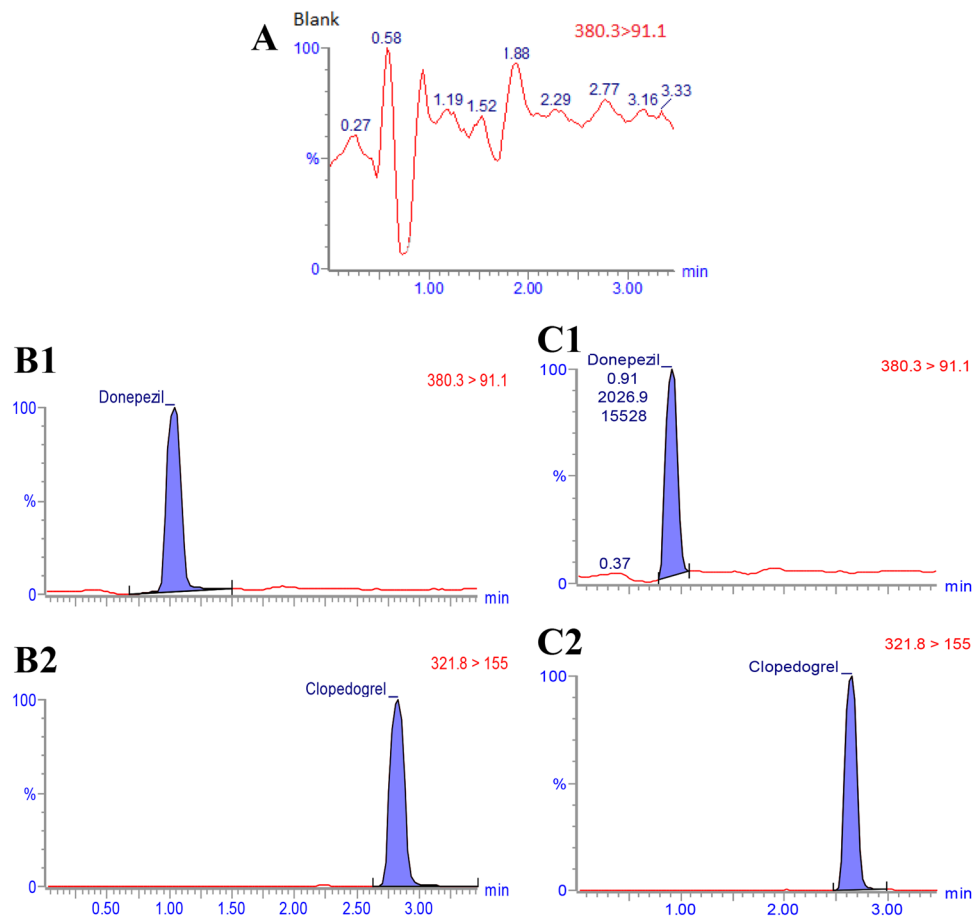 A
Blank
380.3>91.1
100
%
0
0.27
0.58
1.19
1.52
1.88
2.29
2.77
3.16
3.33
1.00
2.00
3.00
min
B1
380.3 > 91.1
Donepezil
100
%
0
min
C1
380.3 > 91.1
Donepezil
0.91
2026.9
15528
0.37
100
%
0
min
B2
321.8 > 155
Clopedogrel
100
%
0
0.50
1.00
1.50
2.00
2.50
3.00
min
C2
321.8 > 155
Clopedogrel
100
%
0
1.00
2.00
3.00
min